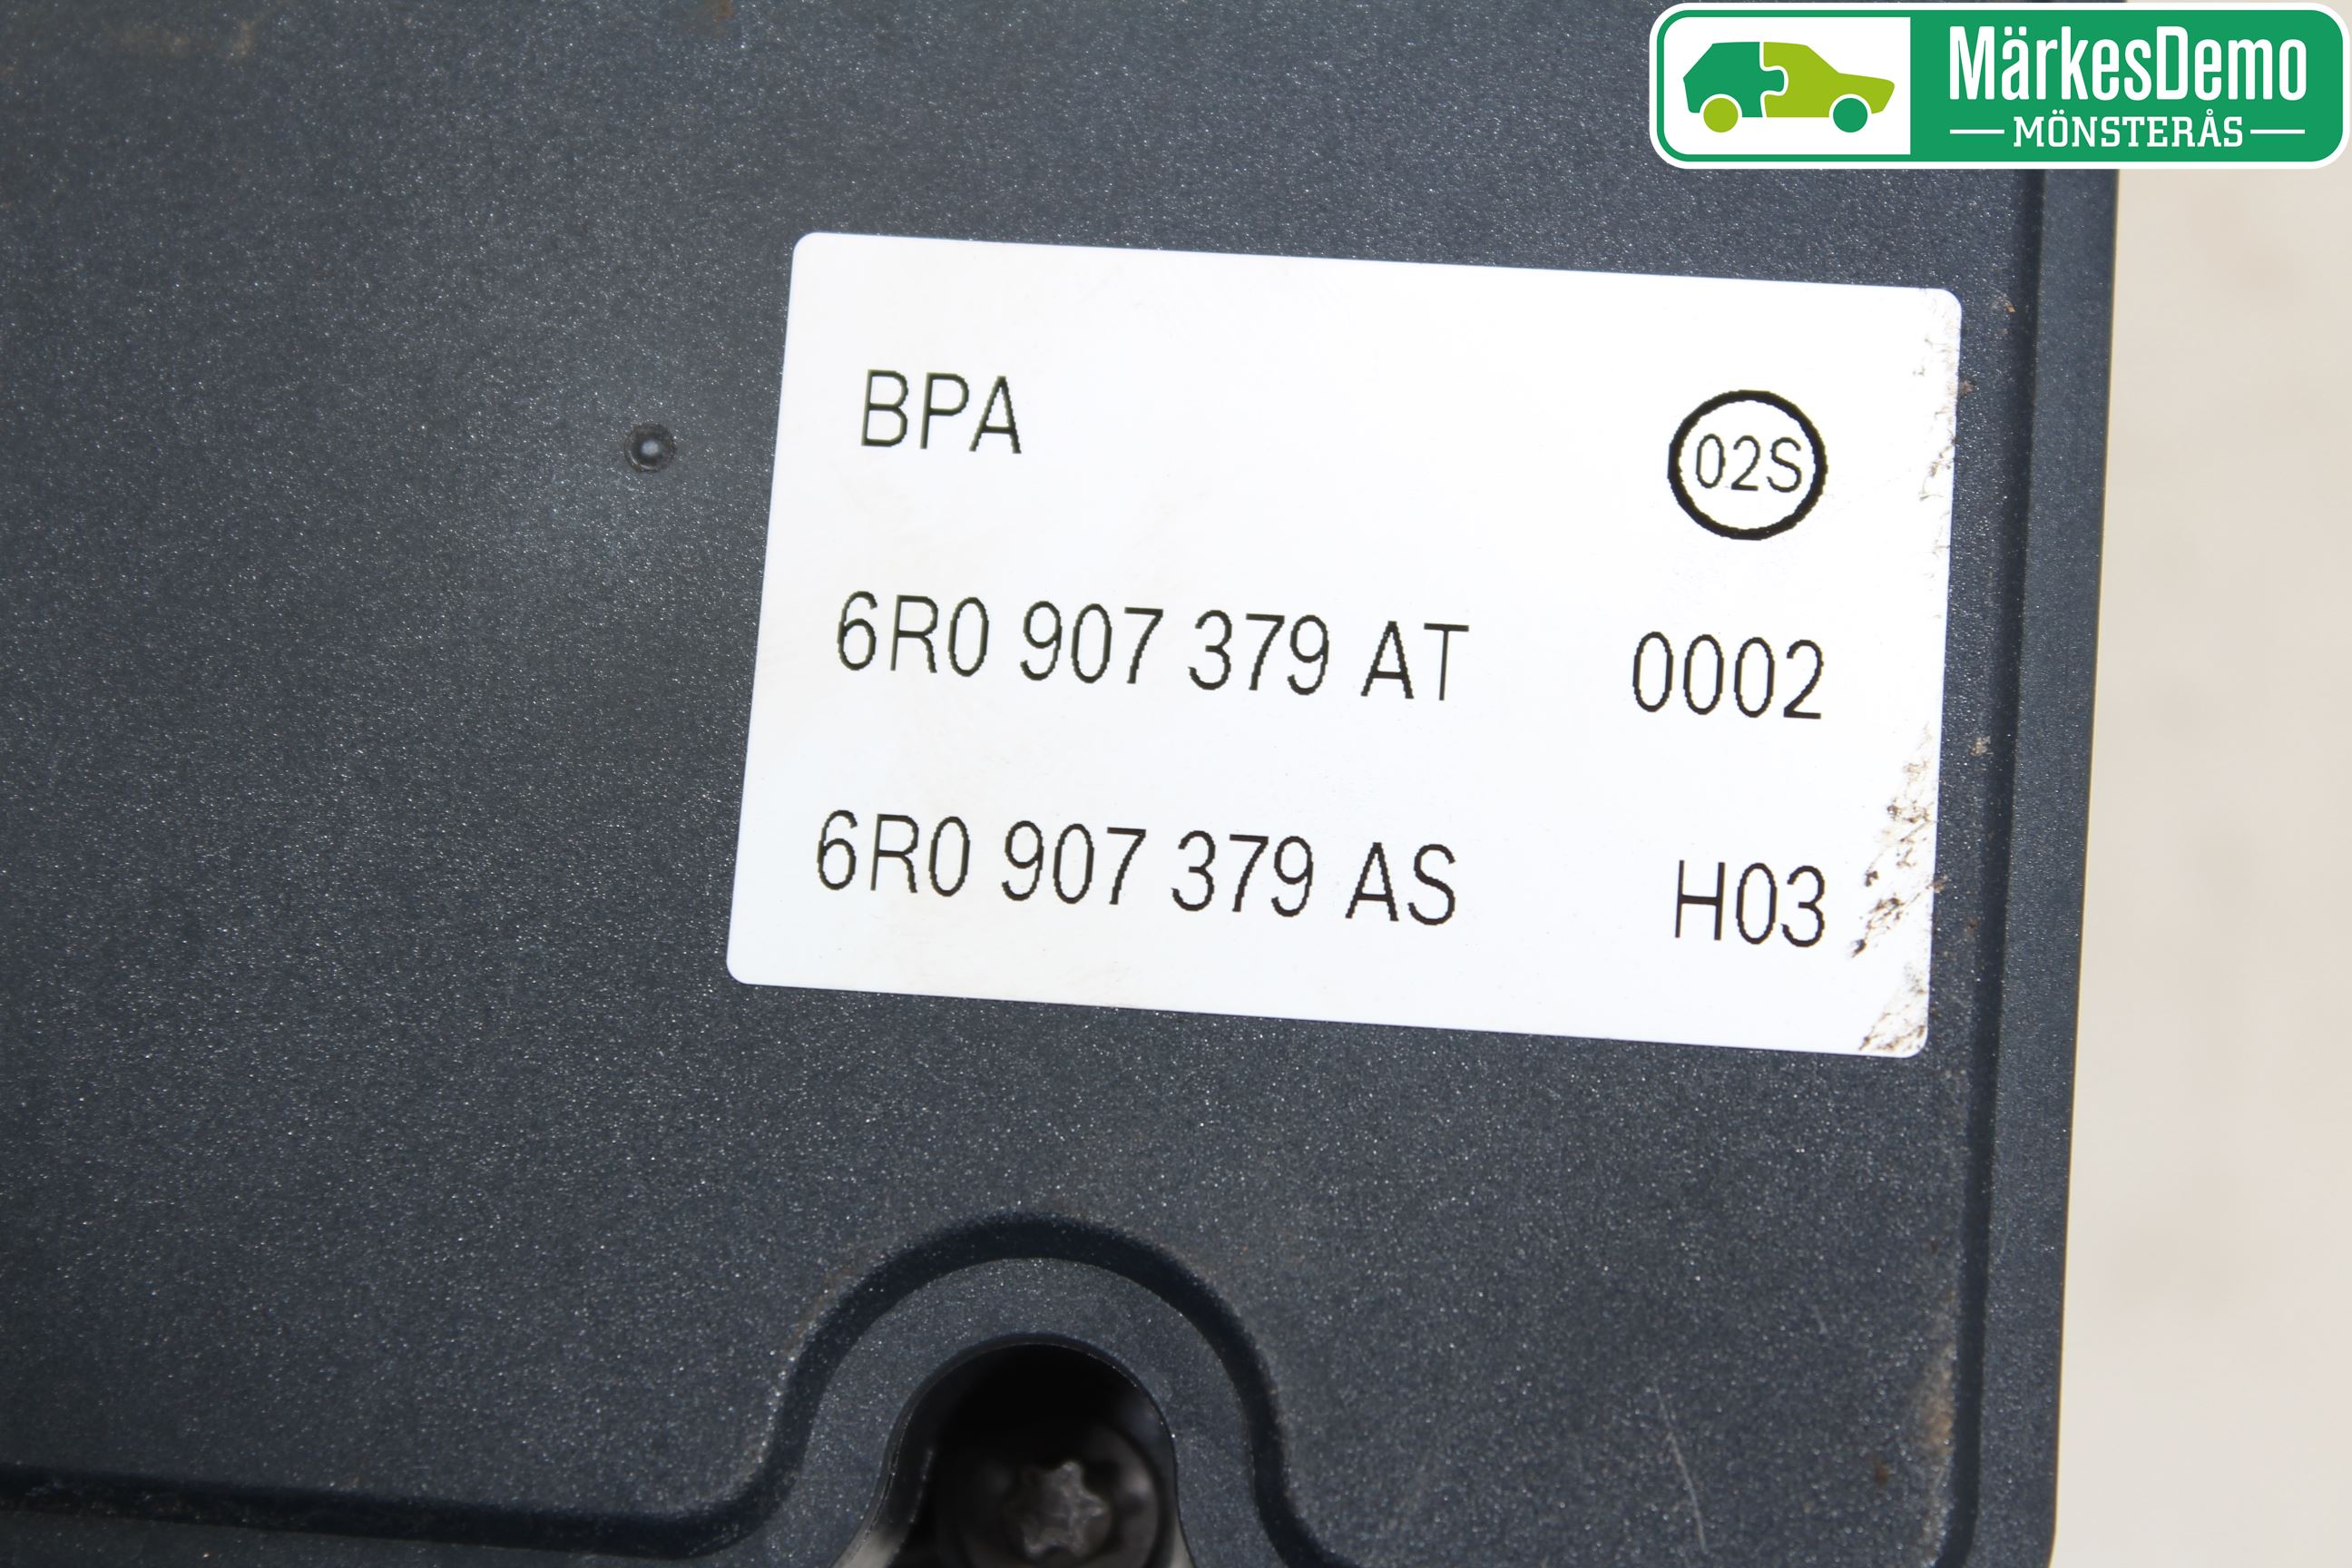 MärkesDemo
MÖNSTERÅS
BPA 02S
6R0 907 379 AT 0002
6R0 907 379 AS H03